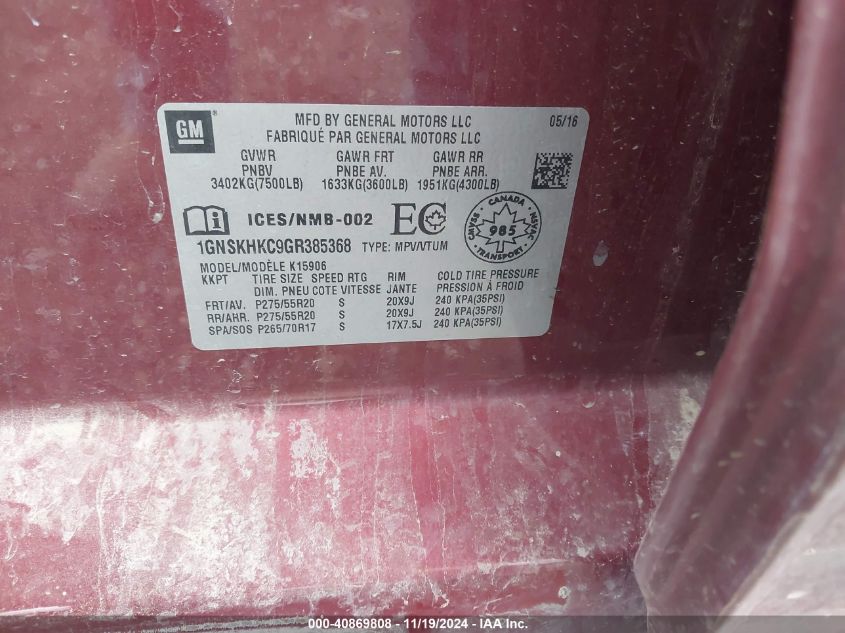 GM
MFD BY GENERAL MOTORS LLC 05/16
FABRIQUÉ PAR GENERAL MOTORS LLC
GVWR GAWR FRT GAWR RR
PNBV PNBE AV. PNBE ARR.
3402KG(7500LB) 1633KG(3600LB) 1951KG(4300LB)
ICES/NMB-002 EC
CANADA
CMVSS 985 NSVAC
TRANSPORT
1GNSKHKC9GR385368 TYPE: MPV/VTUM
MODEL/MODÈLE K15906
KKPT TIRE SIZE SPEED RTG RIM COLD TIRE PRESSURE
DIM. PNEU COTE VITESSE JANTE PRESSION À FROID
FRT/AV. P275/55R20 S 20X9J 240 KPA(35PSI)
RR/ARR. P275/55R20 S 20X9J 240 KPA(35PSI)
SPA/SOS P265/70R17 S 17X7.5J 240 KPA(35PSI)
000-40869808 - 11/19/2024 - IAA, Inc.